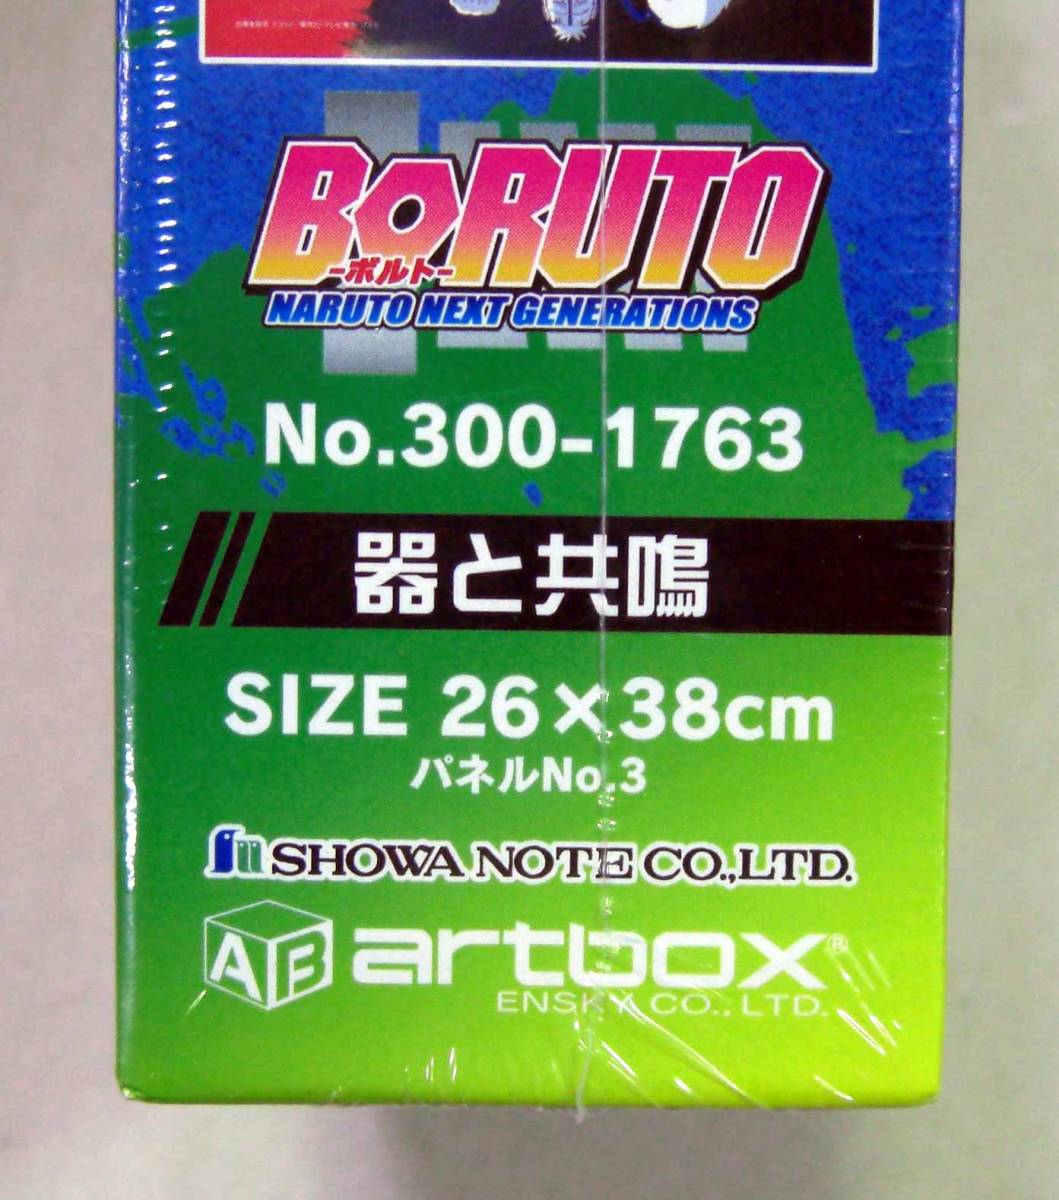 BORUTO
-ボルト-
NARUTO NEXT GENERATIONS
No.300-1763
器と共鳴
SIZE 26×38cm
パネルNo.3
SHOWA NOTE CO.,LTD.
AB artbox®
ENSKY CO., LTD.